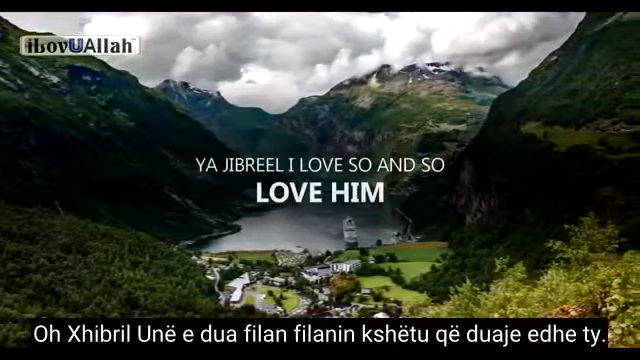 iLovUAllah
YA JIBREEL I LOVE SO AND SO
LOVE HIM
Oh Xhibril Unë e dua filan filanin kshëtu që duaje edhe ty.